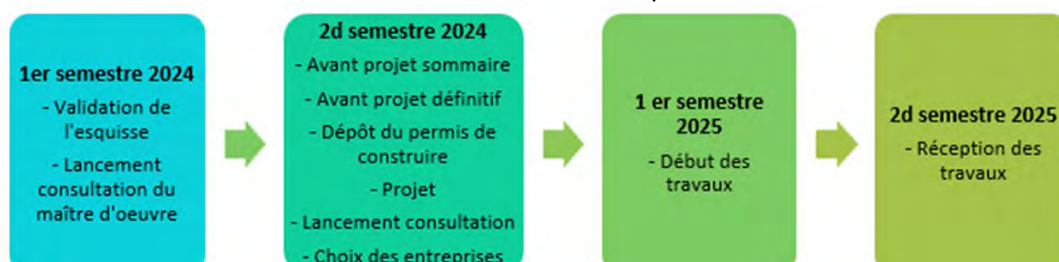 1er semestre 2024
- Validation de
l'esquisse
- Lancement
consultation du
maître d'oeuvre
2d semestre 2024
- Avant projet sommaire
- Avant projet définitif
- Dépôt du permis de
construire
- Projet
- Lancement consultation
- Choix des entreprises
1 er semestre
2025
- Début des
travaux
2d semestre 2025
- Réception des
travaux